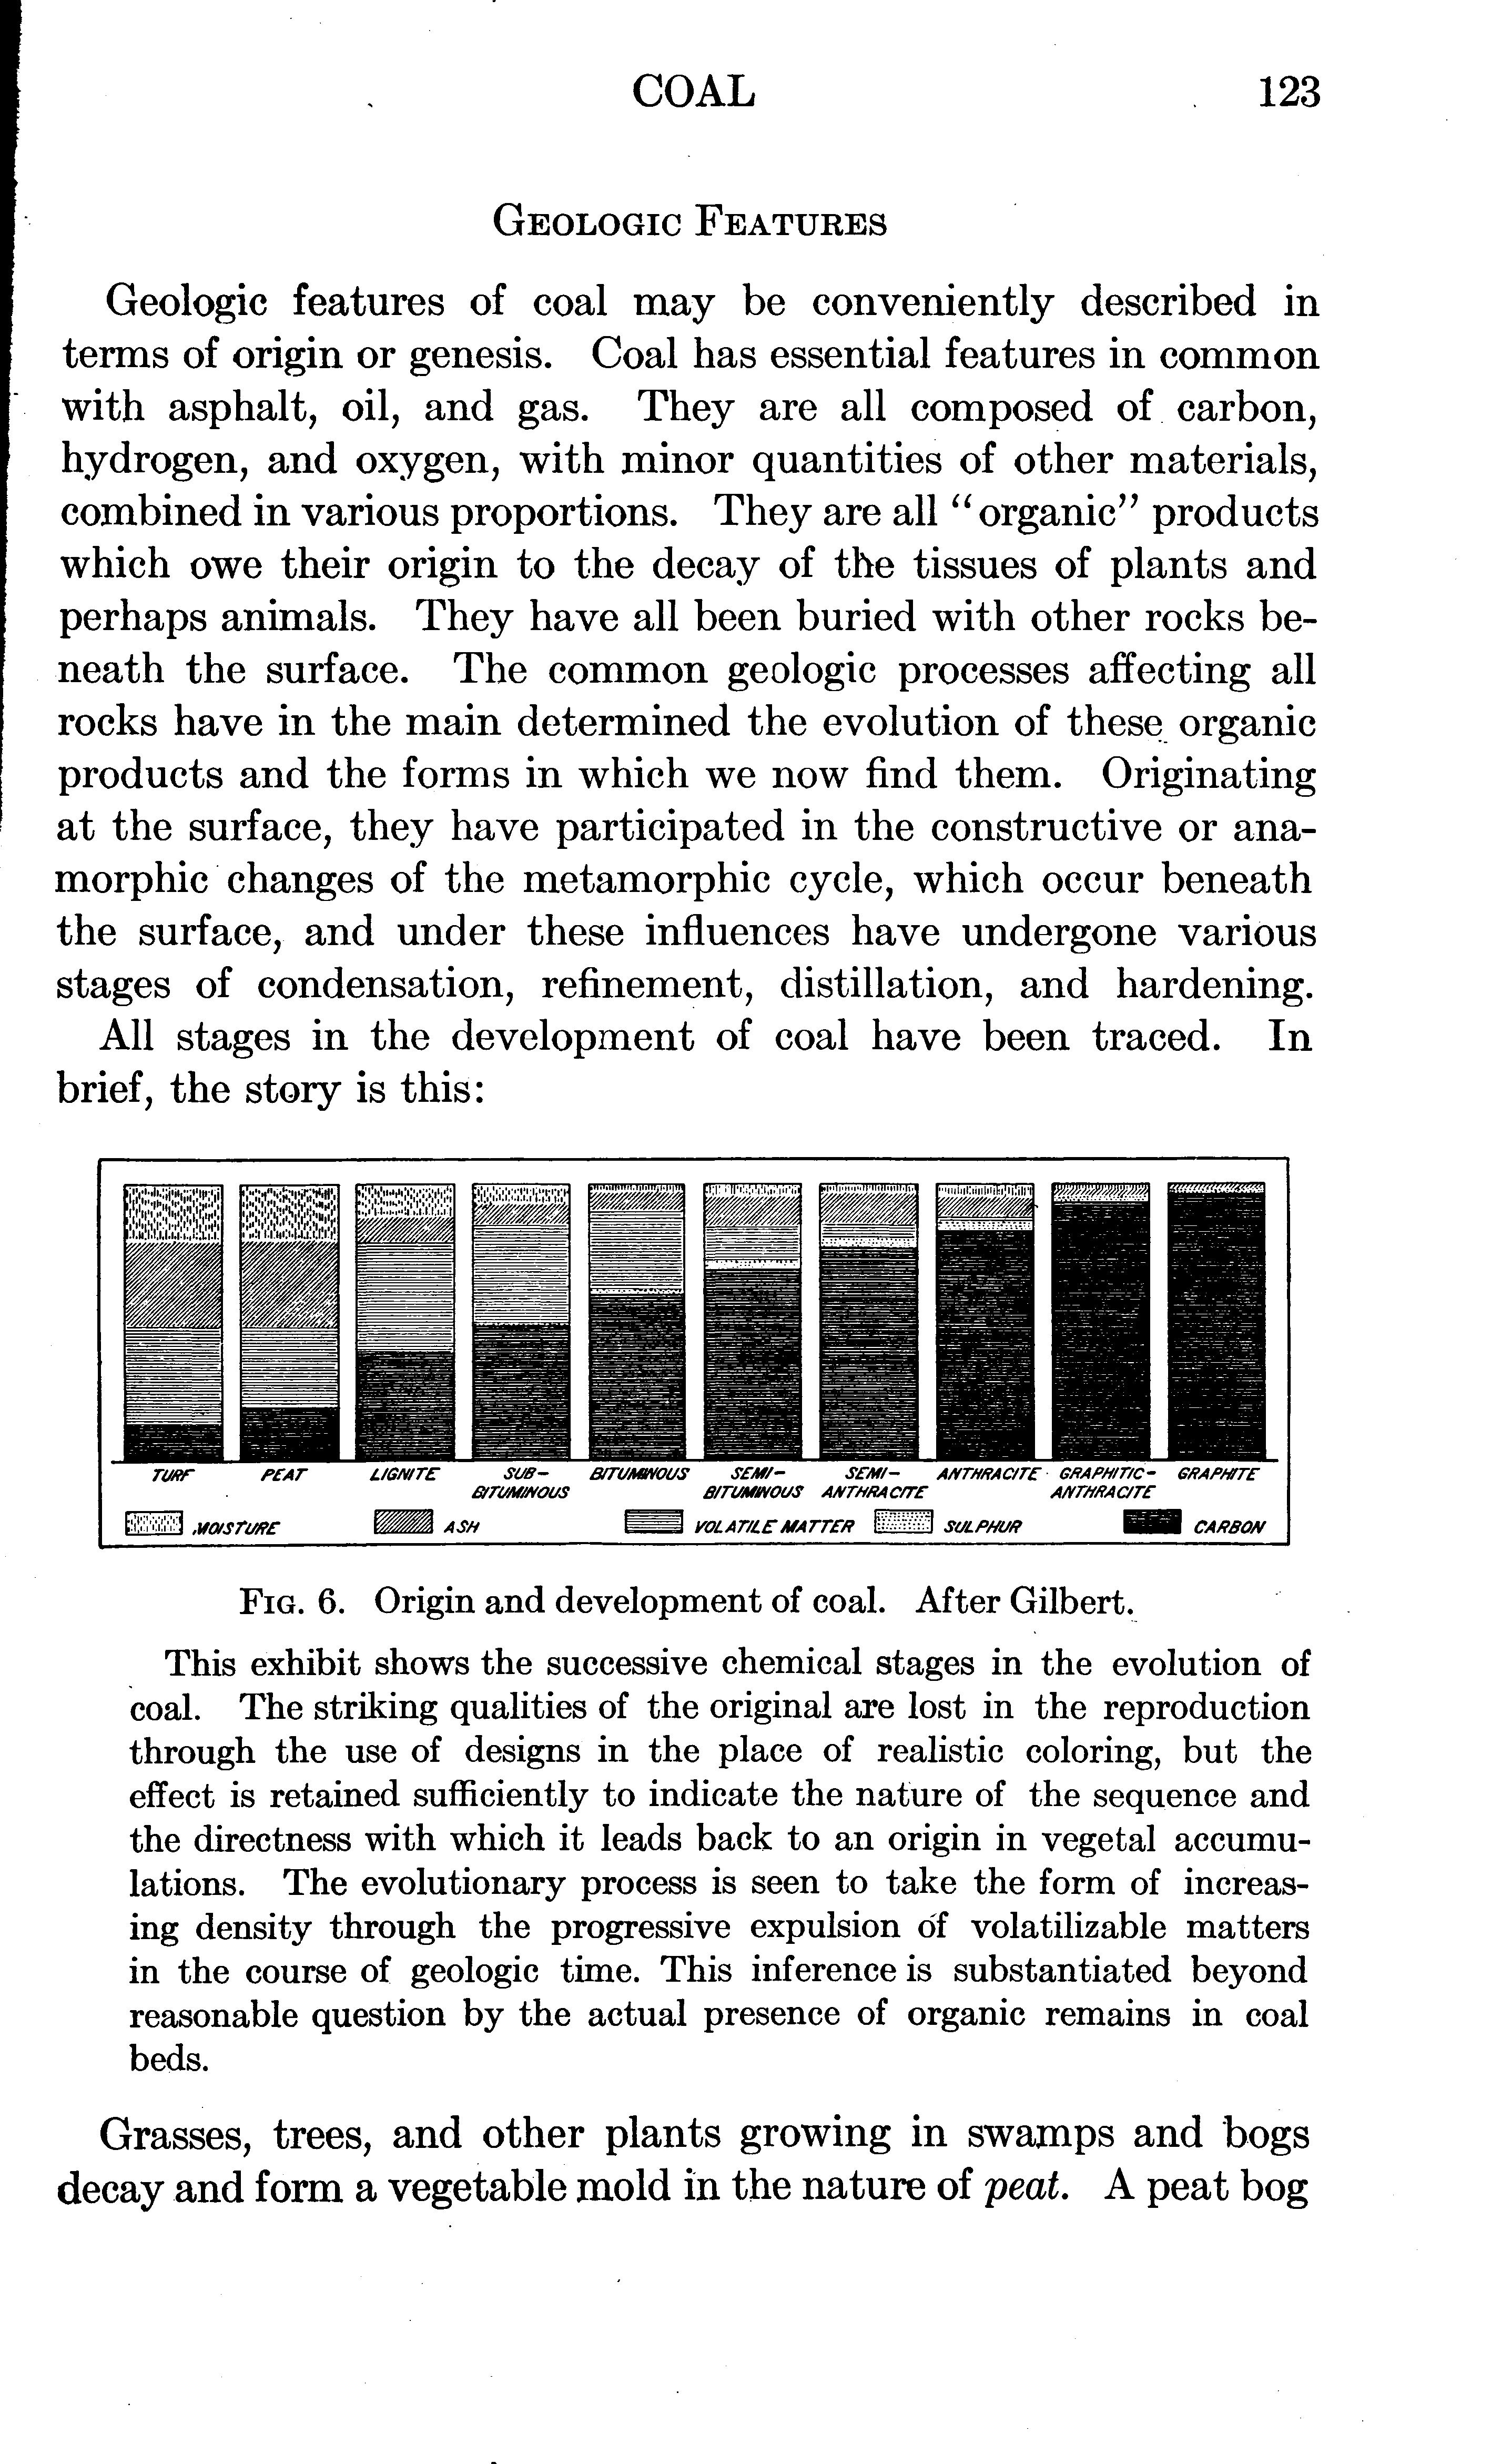 COAL 123
GEOLOGIC FEATURES
Geologic features of coal may be conveniently described in
terms of origin or genesis. Coal has essential features in common
with asphalt, oil, and gas. They are all composed of carbon,
hydrogen, and oxygen, with minor quantities of other materials,
combined in various proportions. They are all “organic” products
which owe their origin to the decay of the tissues of plants and
perhaps animals. They have all been buried with other rocks be-
neath the surface. The common geologic processes affecting all
rocks have in the main determined the evolution of these organic
products and the forms in which we now find them. Originating
at the surface, they have participated in the constructive or ana-
morphic changes of the metamorphic cycle, which occur beneath
the surface, and under these influences have undergone various
stages of condensation, refinement, distillation, and hardening.
All stages in the development of coal have been traced. In
brief, the story is this:
TURF PEAT LIGNITE SUB- BITUMINOUS SEMI- SEMI- ANTHRACITE GRAPHITIC- GRAPHITE
BITUMINOUS BITUMINOUS ANTHRACITE ANTHRACITE
MOISTURE ASH VOLATILE MATTER SULPHUR CARBON
FIG. 6. Origin and development of coal. After Gilbert.
This exhibit shows the successive chemical stages in the evolution of
coal. The striking qualities of the original are lost in the reproduction
through the use of designs in the place of realistic coloring, but the
effect is retained sufficiently to indicate the nature of the sequence and
the directness with which it leads back to an origin in vegetal accumu-
lations. The evolutionary process is seen to take the form of increas-
ing density through the progressive expulsion of volatilizable matters
in the course of geologic time. This inference is substantiated beyond
reasonable question by the actual presence of organic remains in coal
beds.
Grasses, trees, and other plants growing in swamps and bogs
decay and form a vegetable mold in the nature of peat. A peat bog